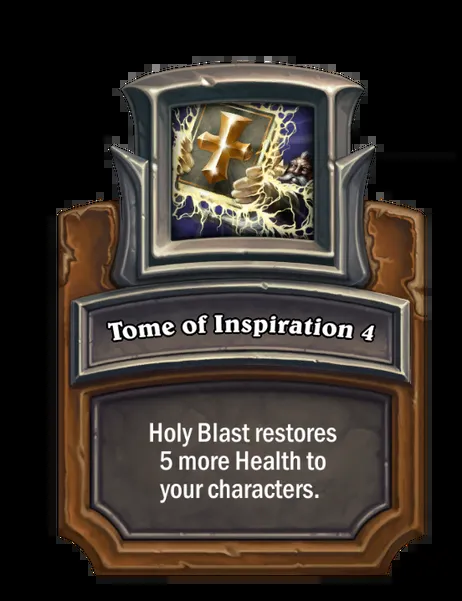 Tome of Inspiration 4
Holy Blast restores
5 more Health to
your characters.